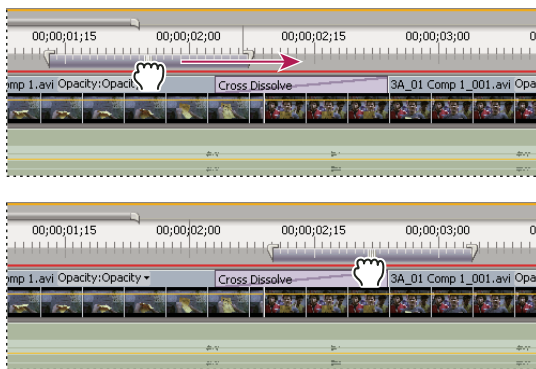 00;00;01;15 00;00;02;00 00;00;02;15 00;00;03;00 0
mp 1.avi Opacity:Opacit Cross Dissolve 3A_01 Comp 1_001.avi Opa
00;00;01;15 00;00;02;00 00;00;02;15 00;00;03;00 0
mp 1.avi Opacity:Opacity Cross Dissolve 3A_01 Comp 1_001.avi Opa